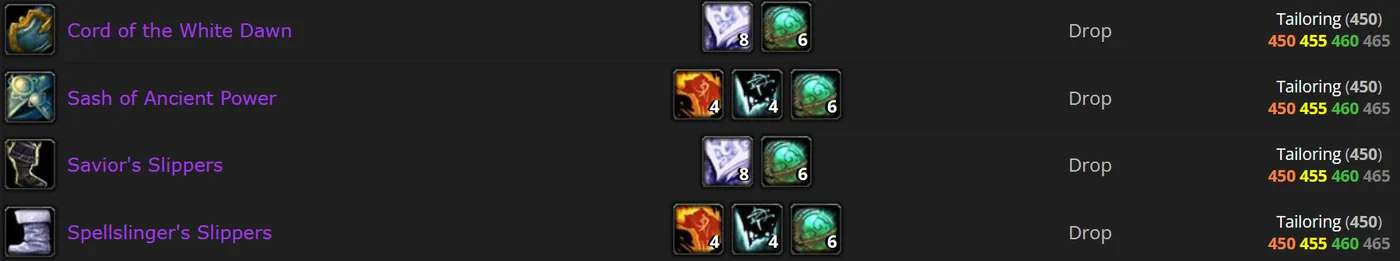 Cord of the White Dawn
8 6
Drop
Tailoring (450)
450 455 460 465
Sash of Ancient Power
4 4 6
Drop
Tailoring (450)
450 455 460 465
Savior's Slippers
8 6
Drop
Tailoring (450)
450 455 460 465
Spellslinger's Slippers
4 4 6
Drop
Tailoring (450)
450 455 460 465